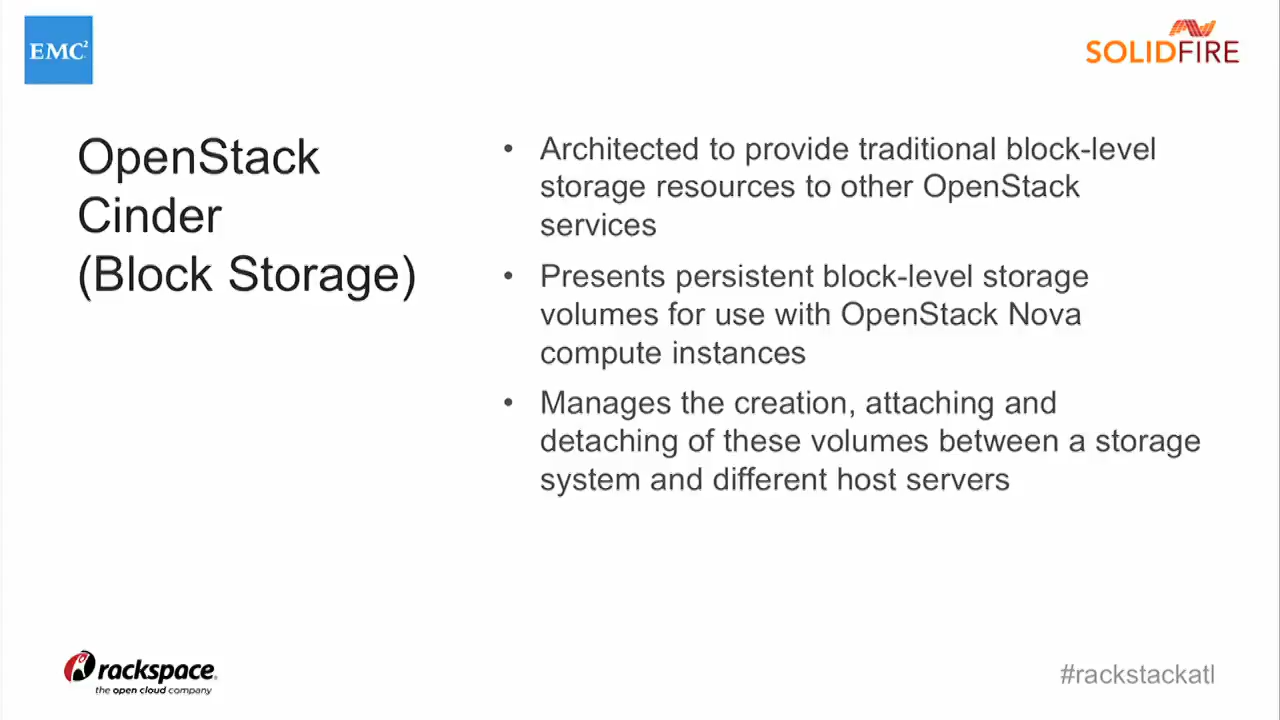 EMC²
SOLIDFIRE
OpenStack
Cinder
(Block Storage)
• Architected to provide traditional block-level
storage resources to other OpenStack
services
• Presents persistent block-level storage
volumes for use with OpenStack Nova
compute instances
• Manages the creation, attaching and
detaching of these volumes between a storage
system and different host servers
rackspace.
the open cloud company
#rackstackatl